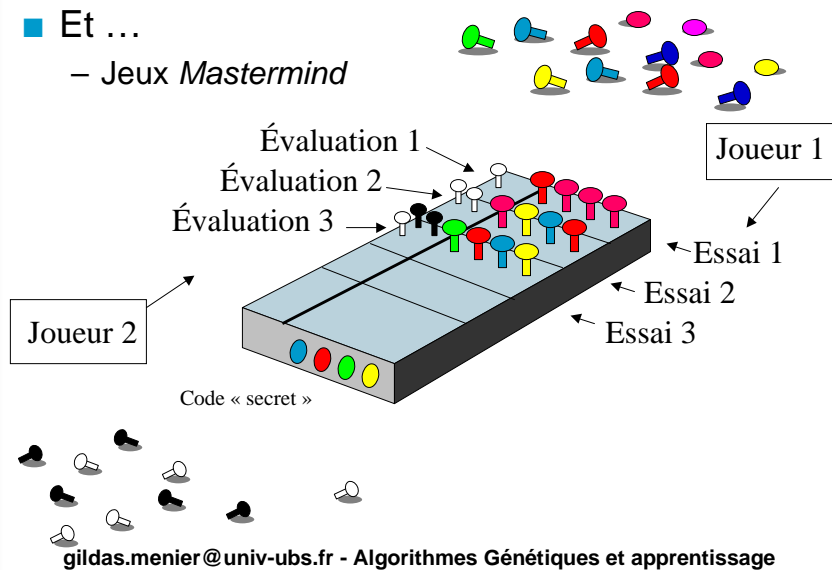 Et …
– Jeux Mastermind
Évaluation 1
Joueur 1
Évaluation 2
Évaluation 3
Essai 1
Essai 2
Joueur 2
Essai 3
Code « secret »
gildas.menier@univ-ubs.fr - Algorithmes Génétiques et apprentissage